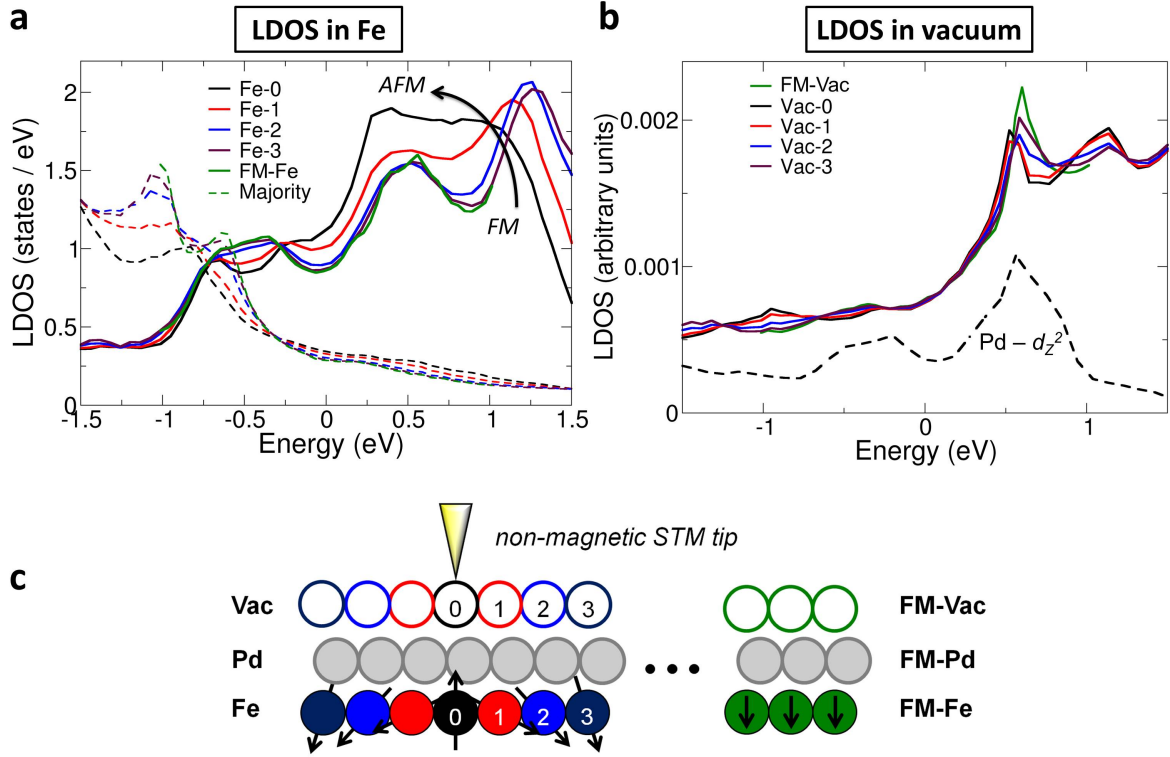 a
LDOS in Fe
b
LDOS in vacuum
LDOS (states / eV)
2
1.5
1
0.5
0
-1.5
-1
-0.5
0
0.5
1
1.5
Energy (eV)
Fe-0
Fe-1
Fe-2
Fe-3
FM-Fe
Majority
AFM
FM
LDOS (arbitrary units)
0.002
0.001
0
-1
0
1
Energy (eV)
FM-Vac
Vac-0
Vac-1
Vac-2
Vac-3
Pd – dZ²
c
non-magnetic STM tip
Vac 0 1 2 3 FM-Vac
Pd ••• FM-Pd
Fe 0 1 2 3 FM-Fe